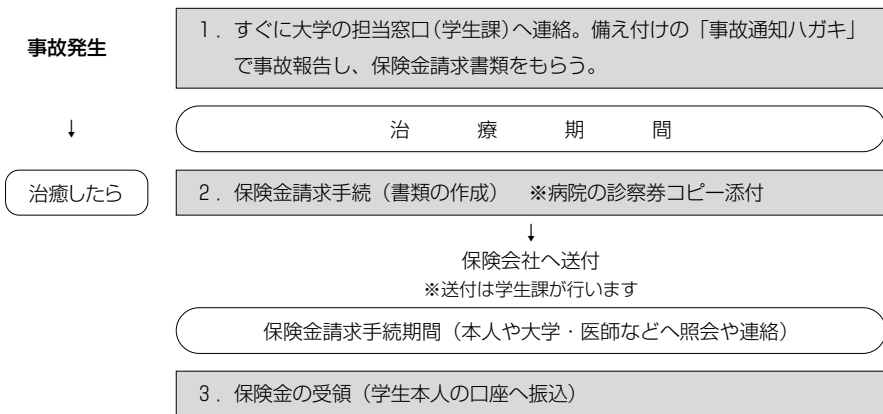 事故発生
１．すぐに大学の担当窓口（学生課）へ連絡。備え付けの「事故通知ハガキ」
で事故報告し、保険金請求書類をもらう。
↓
治療期間
治癒したら
２．保険金請求手続（書類の作成）　※病院の診察券コピー添付
↓
保険会社へ送付
※送付は学生課が行います
保険金請求手続期間（本人や大学・医師などへ照会や連絡）
３．保険金の受領（学生本人の口座へ振込）